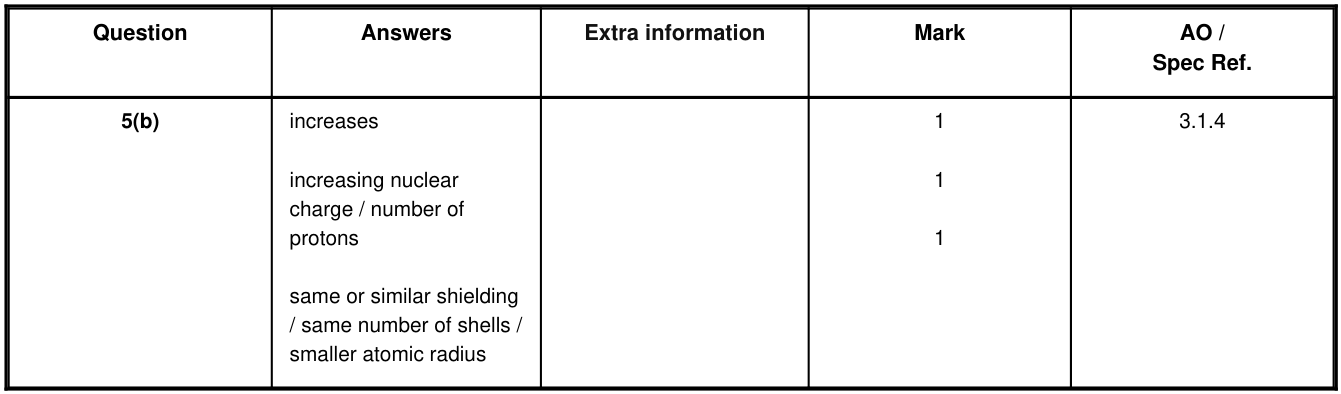 Question Answers Extra information Mark AO /
Spec Ref.
5(b) increases 1 3.1.4
increasing nuclear 1
charge / number of
protons 1
same or similar shielding
/ same number of shells /
smaller atomic radius